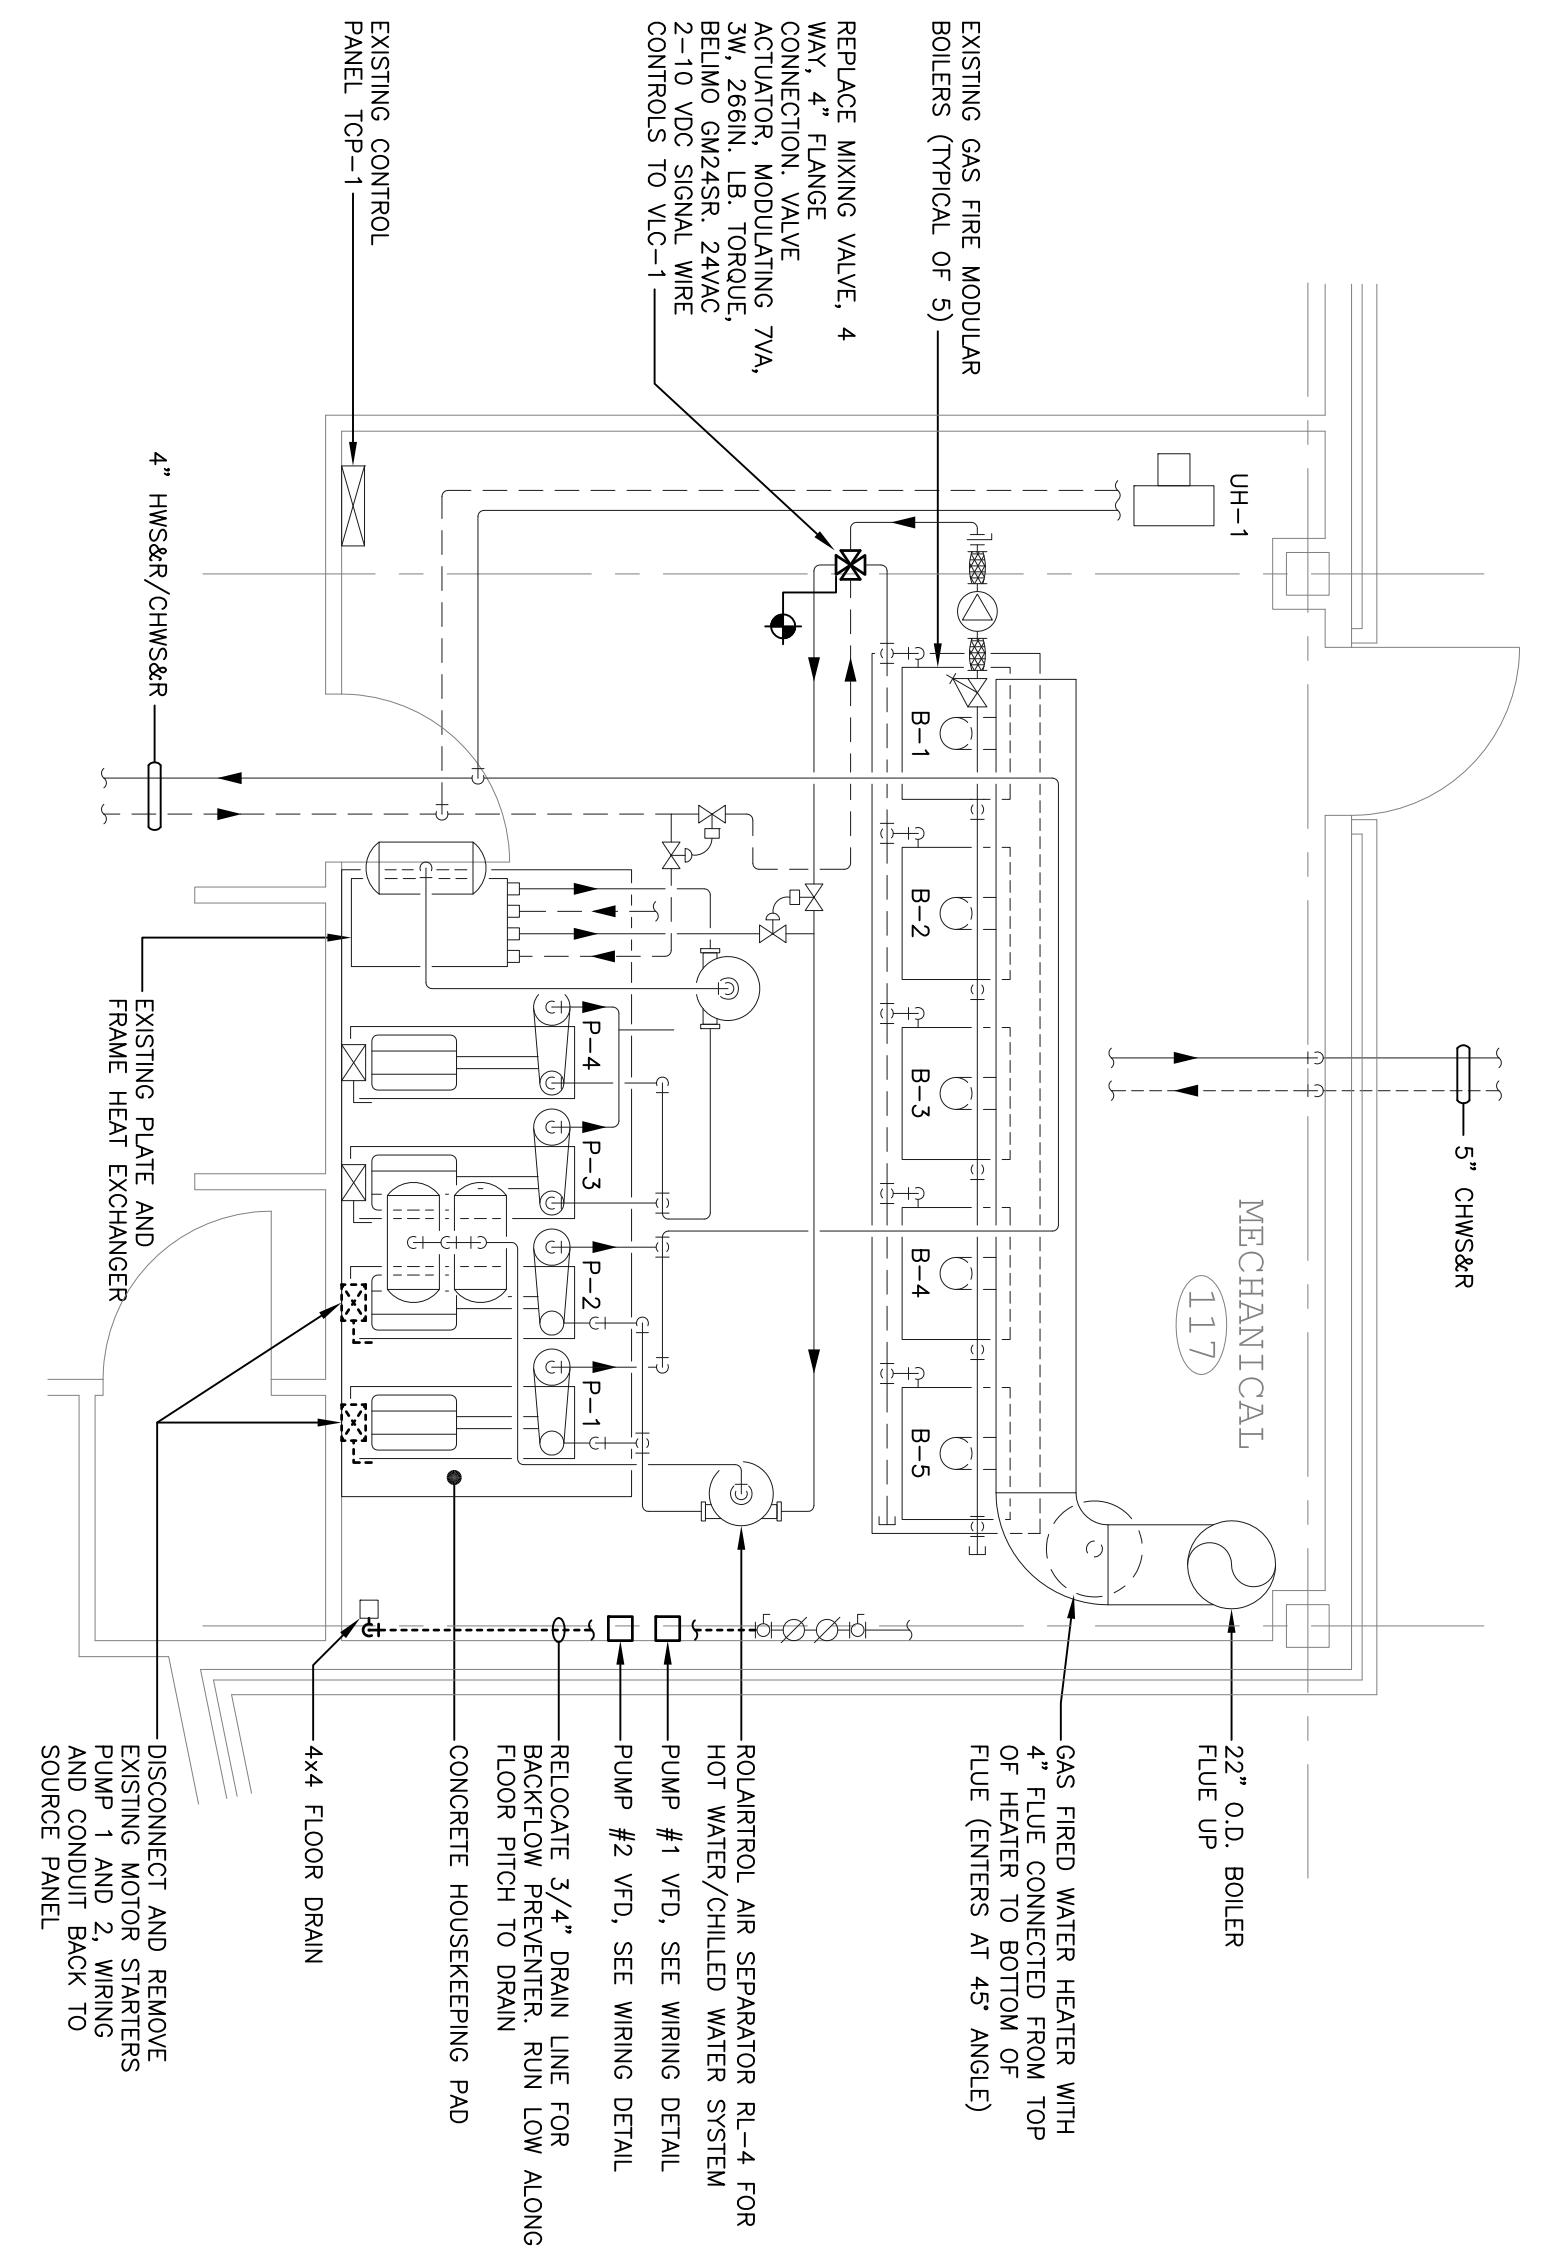 EXISTING GAS FIRE MODULAR
BOILERS (TYPICAL OF 5)
REPLACE MIXING VALVE, 4
WAY, 4" FLANGE
CONNECTION. VALVE
ACTUATOR, MODULATING 7VA,
3W, 266IN. LB. TORQUE,
BELIMO GM24SR. 24VAC
2-10 VDC SIGNAL WIRE
CONTROLS TO VLC-1
EXISTING CONTROL
PANEL TCP-1
UH-1
4" HWS&R/CHWS&R
B-1
B-2
B-3
B-4
B-5
P-4
P-3
P-2
P-1
EXISTING PLATE AND
FRAME HEAT EXCHANGER
5" CHWS&R
MECHANICAL
117
22" O.D. BOILER
FLUE UP
GAS FIRED WATER HEATER WITH
4" FLUE CONNECTED FROM TOP
OF HEATER TO BOTTOM OF
FLUE (ENTERS AT 45° ANGLE)
ROLAIRTROL AIR SEPARATOR RL-4 FOR
HOT WATER/CHILLED WATER SYSTEM
PUMP #1 VFD, SEE WIRING DETAIL
PUMP #2 VFD, SEE WIRING DETAIL
RELOCATE 3/4" DRAIN LINE FOR
BACKFLOW PREVENTER. RUN LOW ALONG
FLOOR PITCH TO DRAIN
CONCRETE HOUSEKEEPING PAD
4x4 FLOOR DRAIN
DISCONNECT AND REMOVE
EXISTING MOTOR STARTERS
PUMP 1 AND 2, WIRING
AND CONDUIT BACK TO
SOURCE PANEL